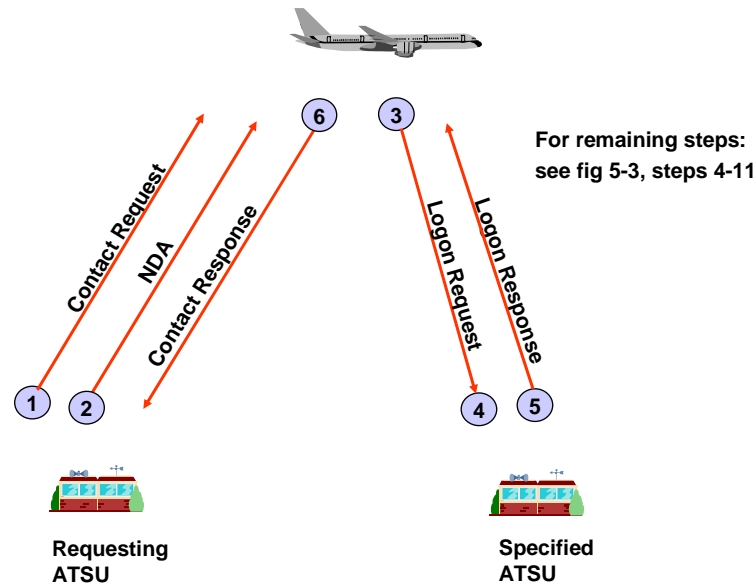 6
3
For remaining steps:
see fig 5-3, steps 4-11
Contact Request
NDA
Contact Response
Logon Request
Logon Response
1
2
4
5
Requesting
ATSU
Specified
ATSU